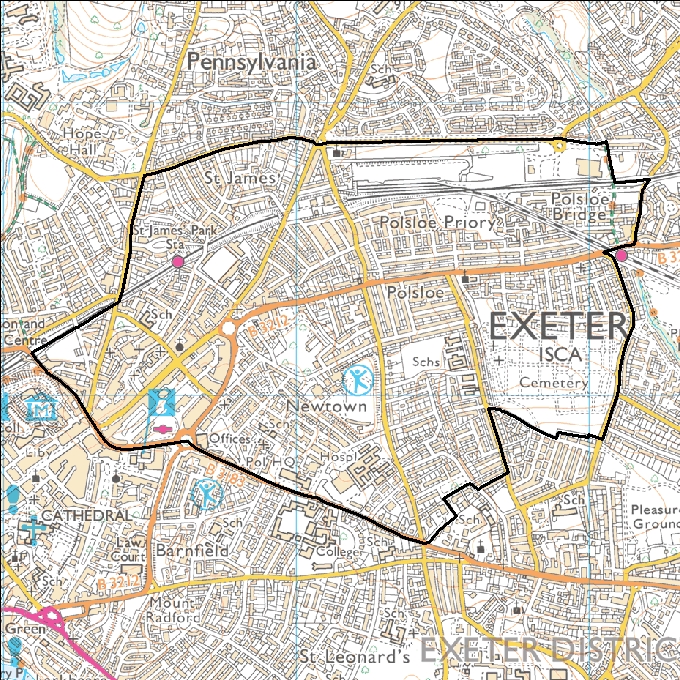 Pennsylvania
Sch
Hope
Hall
St James'
Polsloe
Bridge
Polsloe Priory
St James' Park
Sta
B 3212
Polsloe
Sch
EXETER
ISCA
Centre
Schs
Cemetery
Newtown
M
Offices
Sch
Pol HQ
Hospl
B 3183
CATHEDRAL
Sch
Sch
Pleasure
Ground
Law
Court
Barnfield
Sch
College
Sch
Sch
B 3212
Mount
Radford
Green
Sch
St Leonard's
EXETER DISTRIC